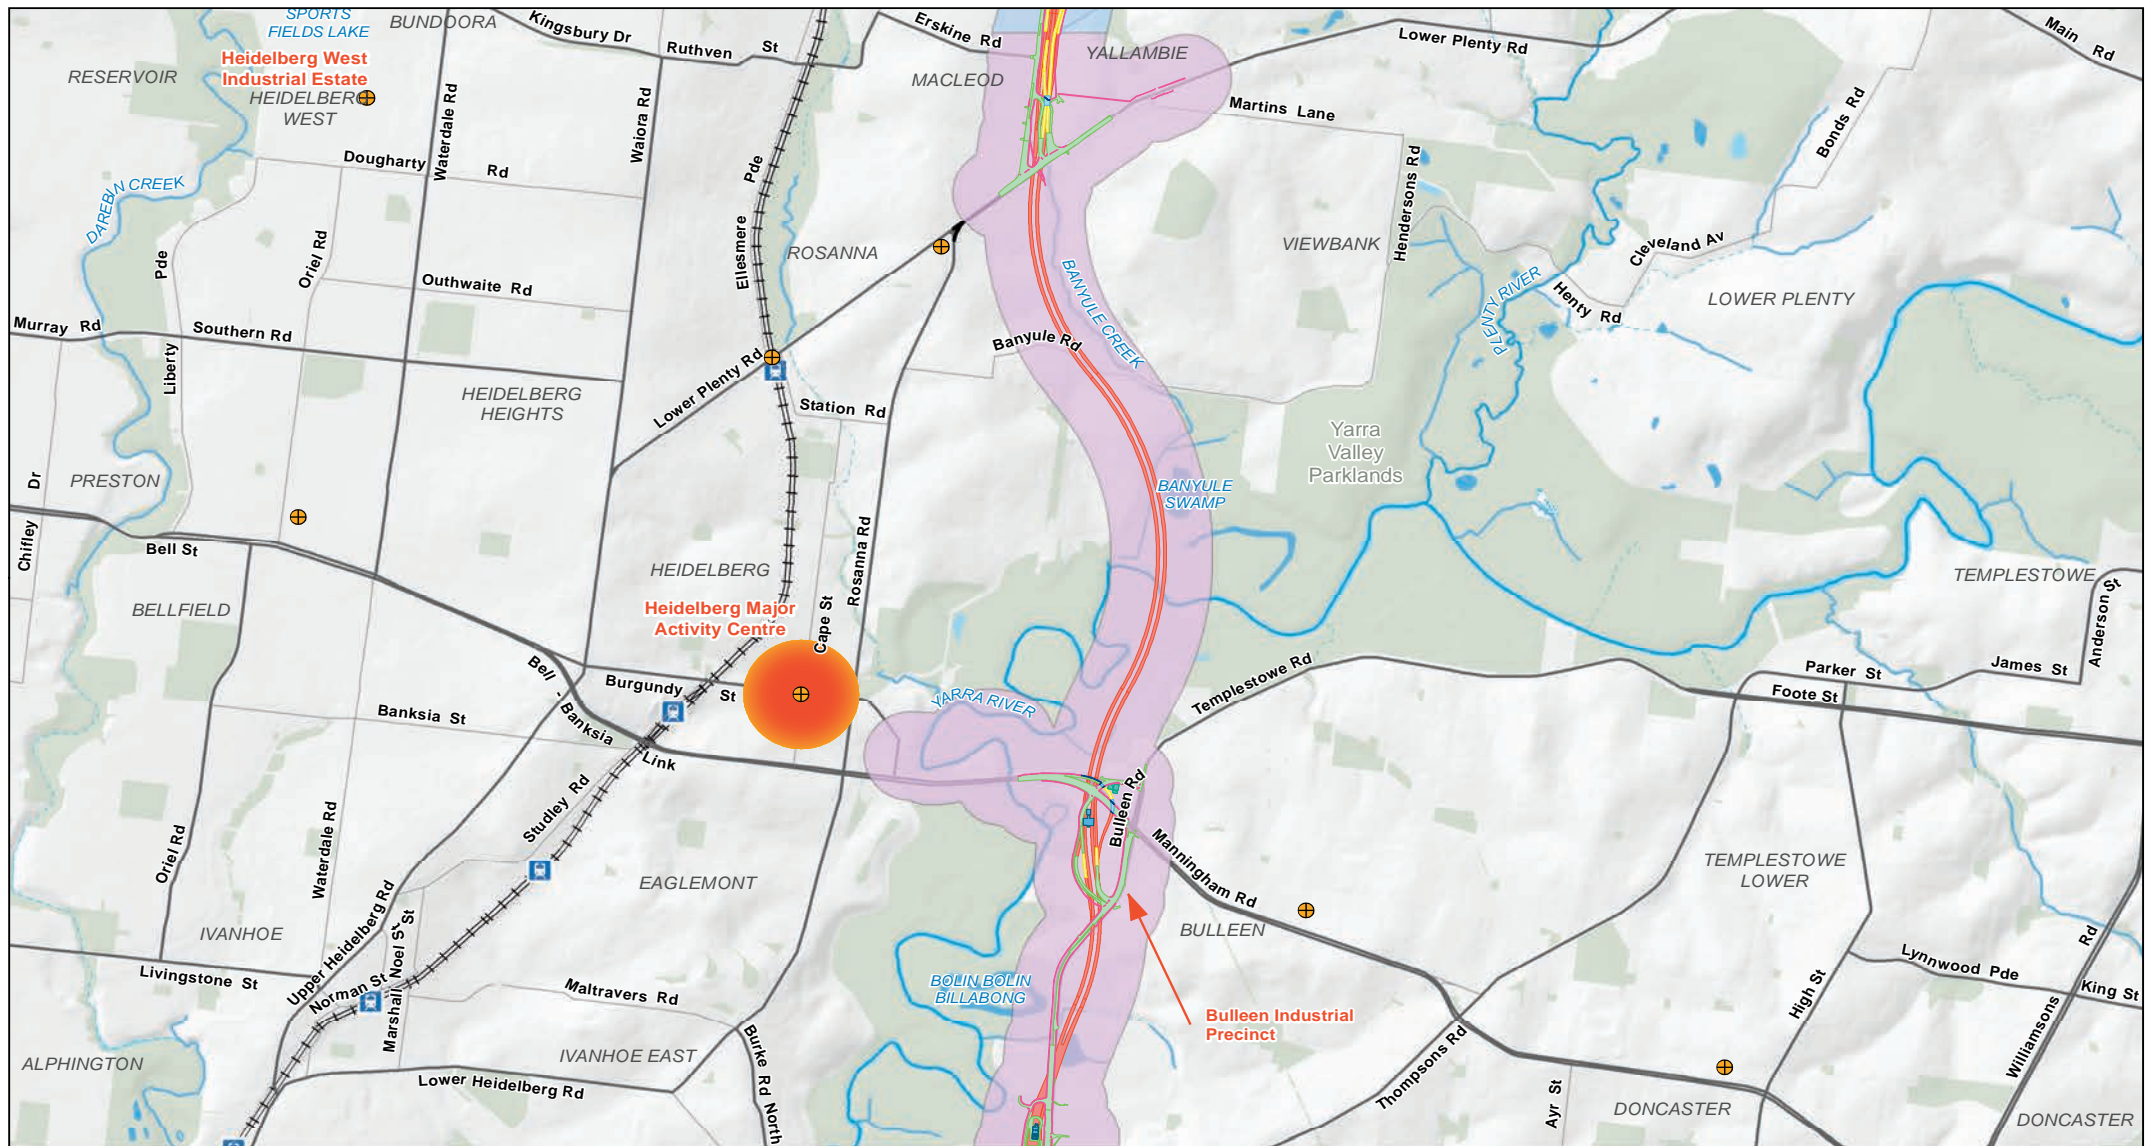 SPORTS
FIELDS LAKE
BUNDOORA
Kingsbury Dr
Ruthven St
Erskine Rd
YALLAMBIE
Lower Plenty Rd
Main Rd
Heidelberg West
Industrial Estate
RESERVOIR
HEIDELBERG
WEST
MACLEOD
Martins Lane
Bonds Rd
Waterdale Rd
Waiora Rd
Dougharty Rd
DAREBIN CREEK
Ellesmere Pde
Hendersons Rd
Liberty Pde
Oriel Rd
ROSANNA
VIEWBANK
Cleveland Av
BANYULE CREEK
PLENTY RIVER
Henty Rd
LOWER PLENTY
Outhwaite Rd
Murray Rd
Southern Rd
Banyule Rd
Lower Plenty Rd
HEIDELBERG
HEIGHTS
Station Rd
Yarra
Valley
Parklands
PRESTON
BANYULE
SWAMP
Chifley Dr
Bell St
Rosanna Rd
HEIDELBERG
TEMPLESTOWE
Anderson St
BELLFIELD
Heidelberg Major
Activity Centre
Cape St
Burgundy St
Bell - Banksia Link
YARRA RIVER
Templestowe Rd
Parker St
James St
Foote St
Banksia St
Studley Rd
Bulleen Rd
Manningham Rd
Oriel Rd
Waterdale Rd
EAGLEMONT
TEMPLESTOWE
LOWER
IVANHOE
Upper Heidelberg Rd
BULLEEN
Livingstone St
Norman St
Marshall St
Noel St
Maltravers Rd
BOLIN BOLIN
BILLABONG
Bulleen Industrial
Precinct
High St
Lynnwood Pde
King St
Williamsons Rd
ALPHINGTON
IVANHOE EAST
Lower Heidelberg Rd
Burke Rd North
Thompsons Rd
Ayr St
DONCASTER
DONCASTER